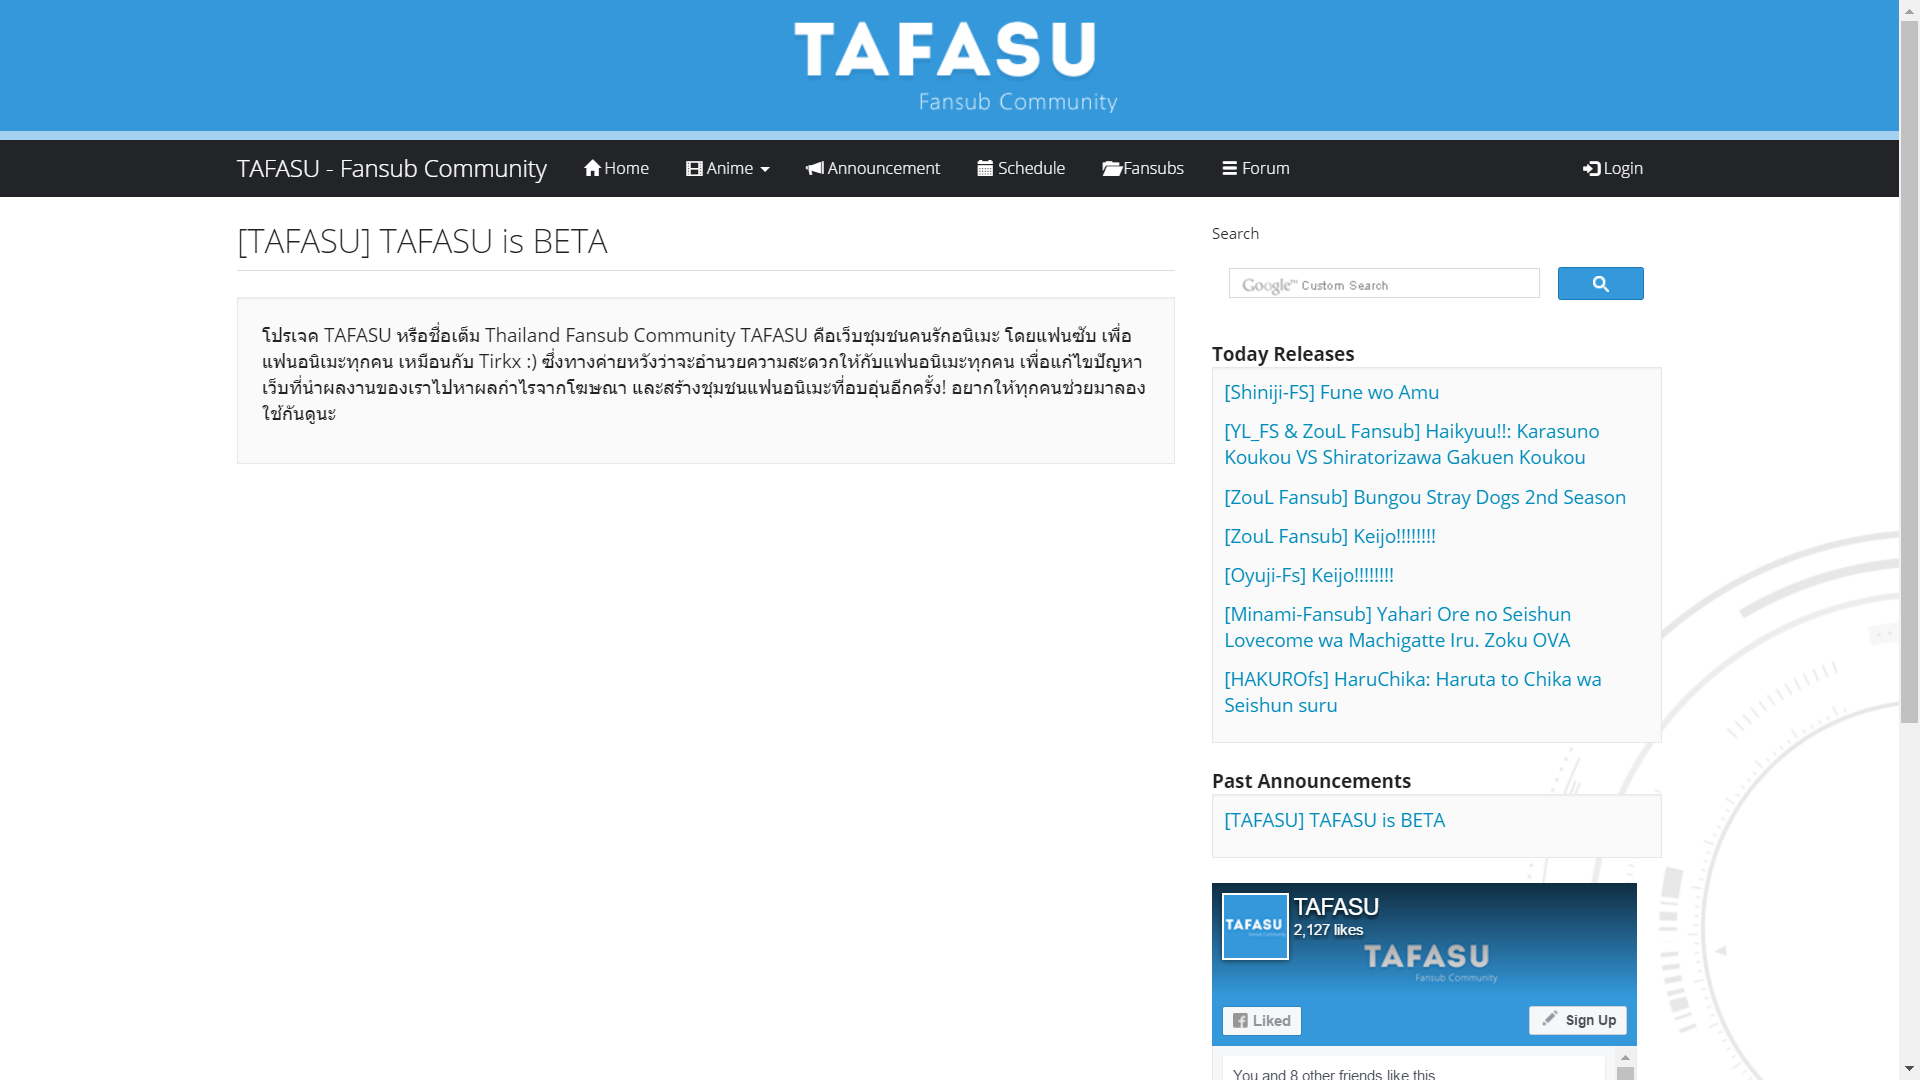 TAFASU
Fansub Community
TAFASU - Fansub Community
Home
Anime
Announcement
Schedule
Fansubs
Forum
Login
[TAFASU] TAFASU is BETA
โปรเจค TAFASU หรือชื่อเต็ม Thailand Fansub Community TAFASU คือเว็บชุมชนคนรักอนิเมะ โดยแฟนซับ เพื่อ
แฟนอนิเมะทุกคน เหมือนกับ Tirkx :) ซึ่งทางค่ายหวังว่าจะอำนวยความสะดวกให้กับแฟนอนิเมะทุกคน เพื่อแก้ไขปัญหา
เว็บที่นำผลงานของเราไปหาผลกำไรจากโฆษณา และสร้างชุมชนแฟนอนิเมะที่อบอุ่นอีกครั้ง! อยากให้ทุกคนช่วยมาลอง
ใช้กันดูนะ
Search
Google™ Custom Search
Today Releases
[Shiniji-FS] Fune wo Amu
[YL_FS & ZouL Fansub] Haikyuu!!: Karasuno
Koukou VS Shiratorizawa Gakuen Koukou
[ZouL Fansub] Bungou Stray Dogs 2nd Season
[ZouL Fansub] Keijo!!!!!!!!
[Oyuji-Fs] Keijo!!!!!!!!
[Minami-Fansub] Yahari Ore no Seishun
Lovecome wa Machigatte Iru. Zoku OVA
[HAKUROfs] HaruChika: Haruta to Chika wa
Seishun suru
Past Announcements
[TAFASU] TAFASU is BETA
TAFASU
Fansub Community
TAFASU
2,127 likes
TAFASU
Fansub Community
Liked
Sign Up
You and 8 other friends like this